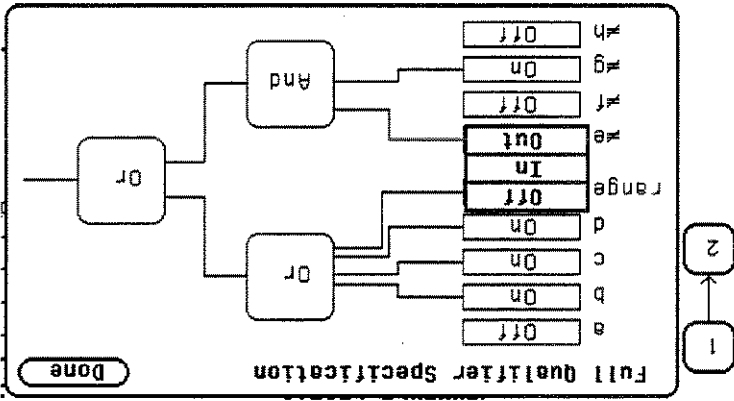 Full Qualifier Specification
Done
1
2
a Off
b On
c On
d On
range Off
In
≠e Out
≠f Off
≠g On
≠h Off
Or
And
Or